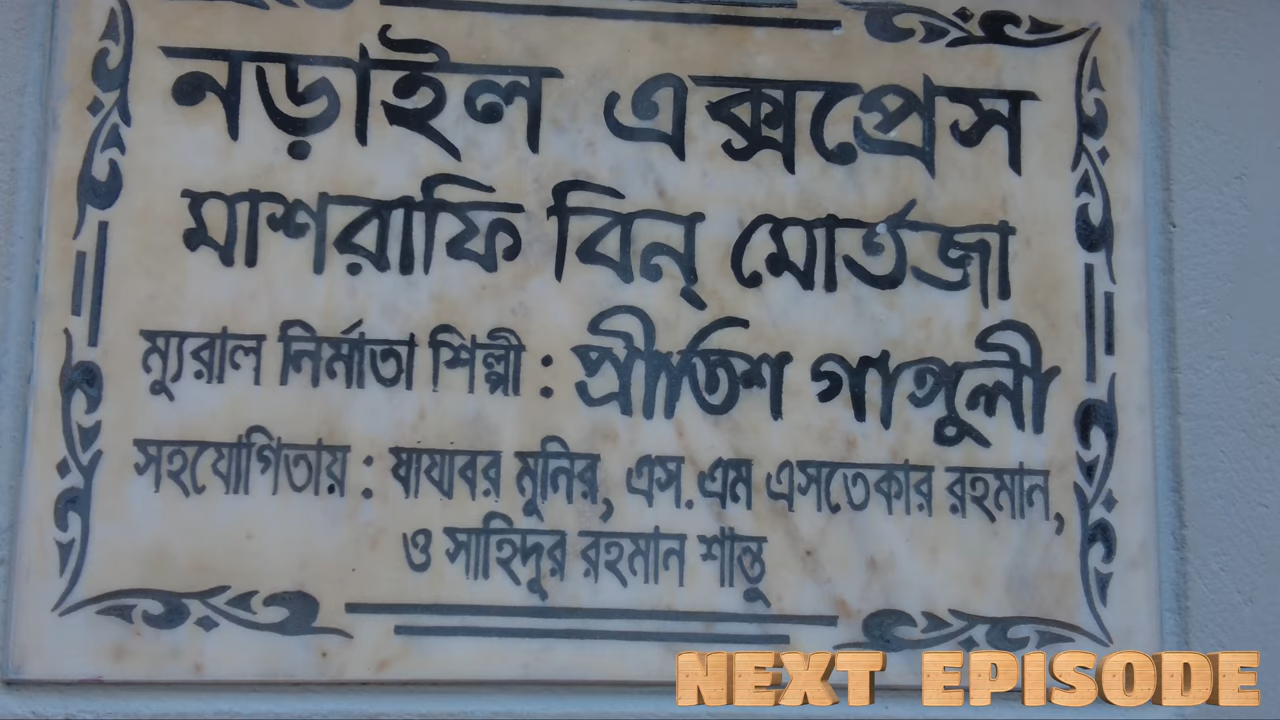 নড়াইল এক্সপ্রেস
মাশরাফি বিন্ মোর্তজা
ম্যুরাল নির্মাতা শিল্পী : প্রীতিশ গাঙ্গুলী
সহযোগিতায় : যাযাবর মুনির, এস.এম এসতেকার রহমান,
ও সাহিদুর রহমান শান্তু
NEXT EPISODE